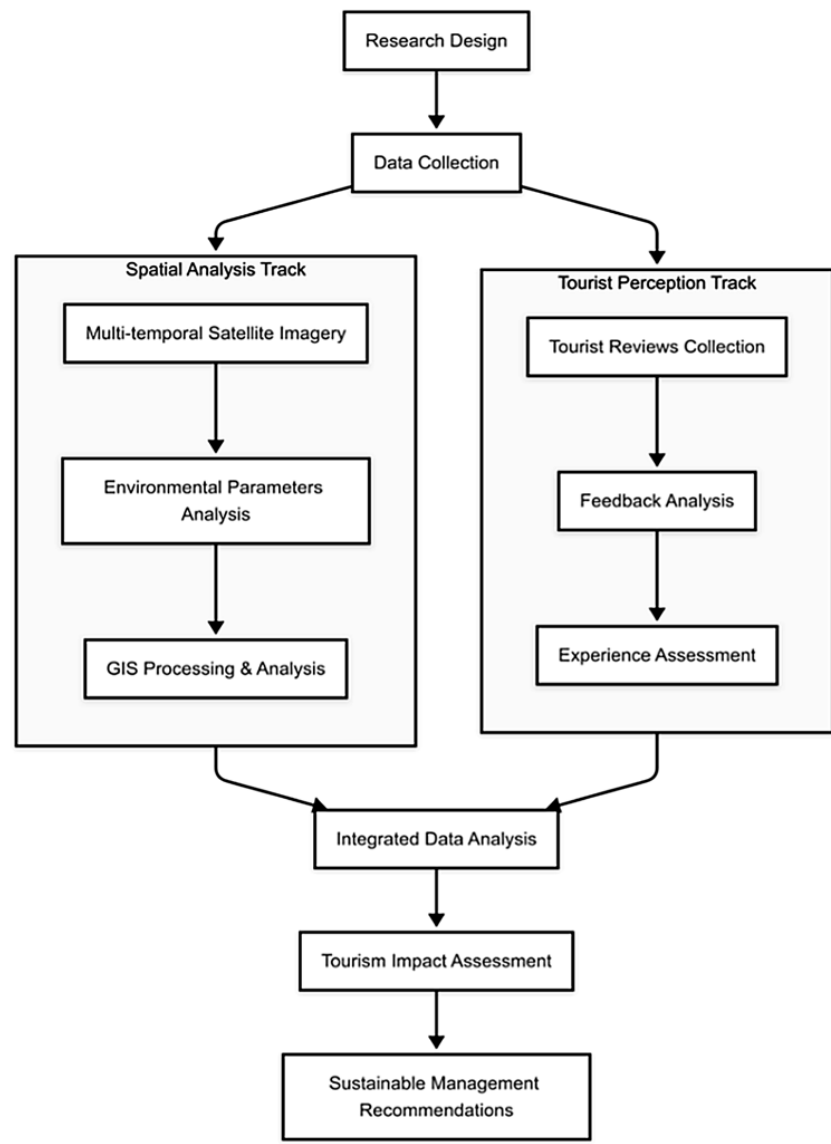 Research Design
Data Collection
Spatial Analysis Track
Multi-temporal Satellite Imagery
Environmental Parameters
Analysis
GIS Processing & Analysis
Tourist Perception Track
Tourist Reviews Collection
Feedback Analysis
Experience Assessment
Integrated Data Analysis
Tourism Impact Assessment
Sustainable Management
Recommendations